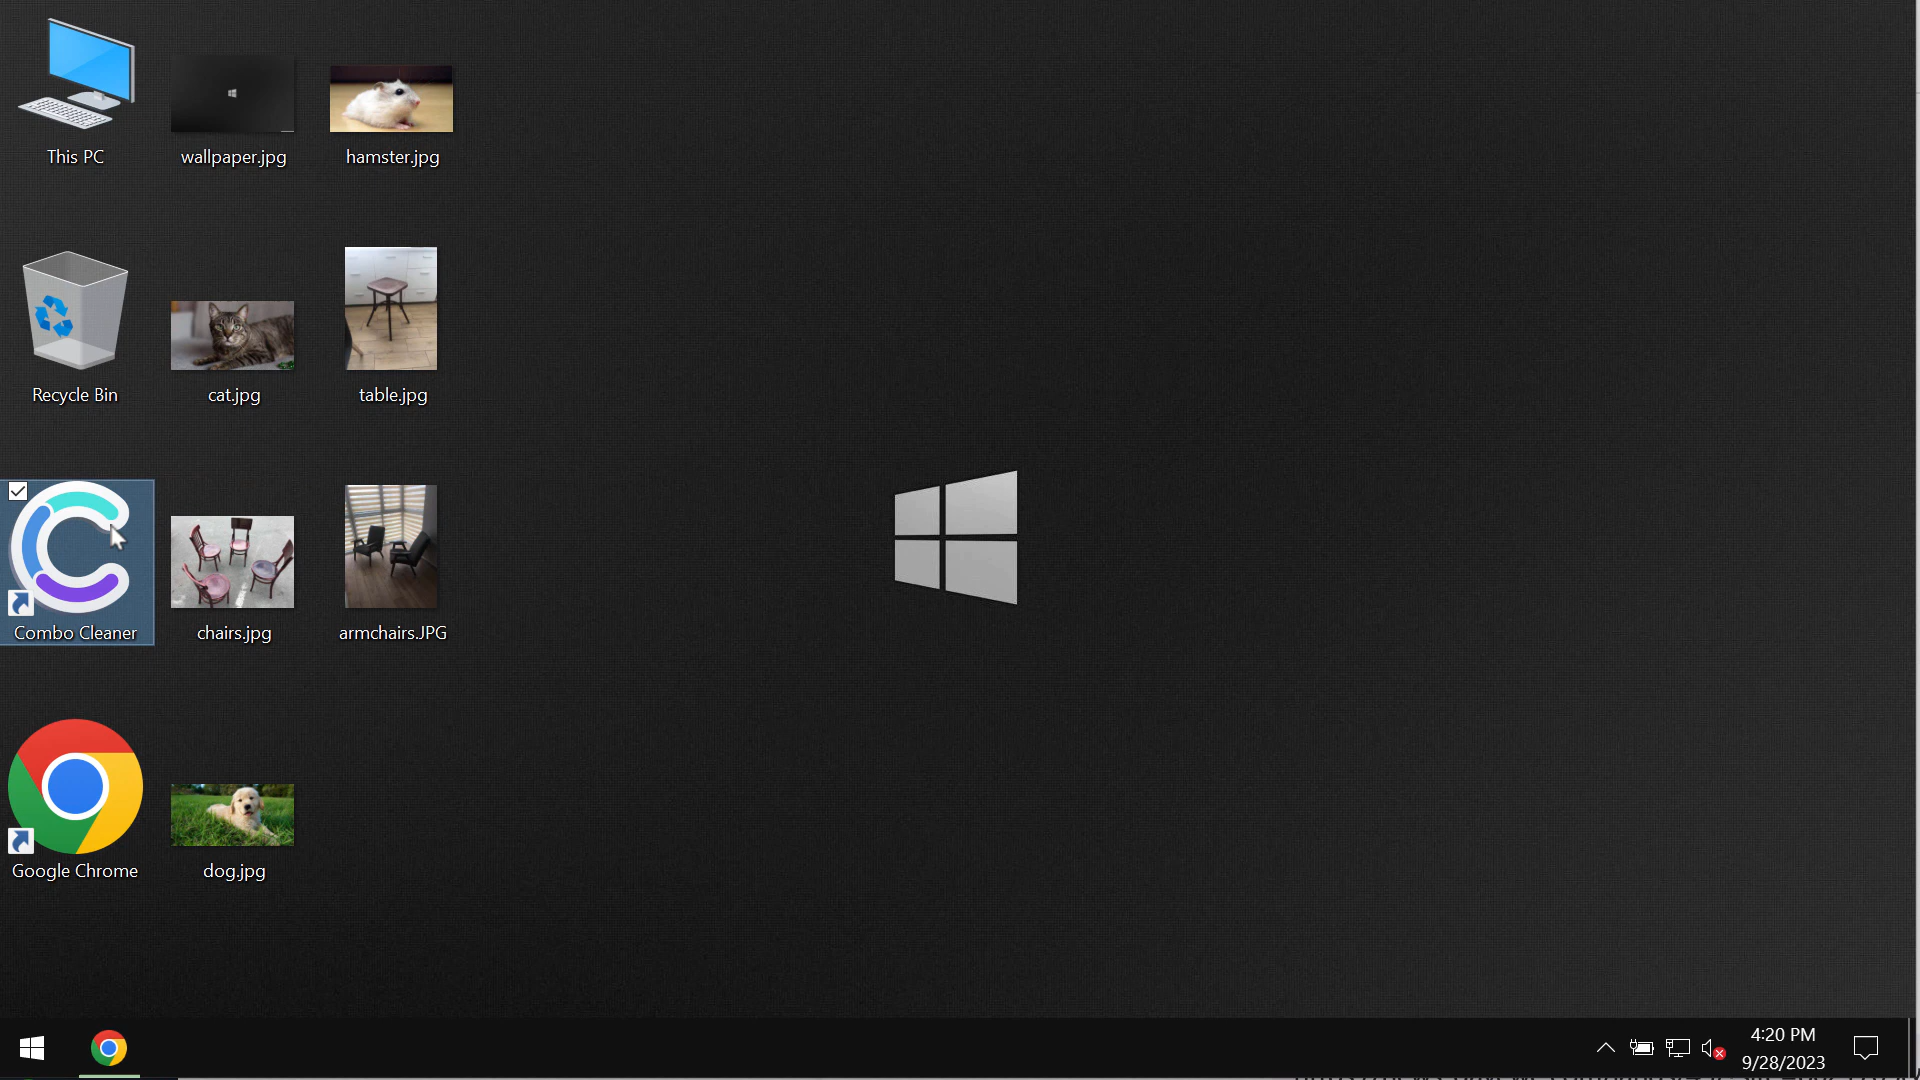 This PC
wallpaper.jpg
hamster.jpg
Recycle Bin
cat.jpg
table.jpg
Combo Cleaner
chairs.jpg
armchairs.JPG
Google Chrome
dog.jpg
4:20 PM
9/28/2023